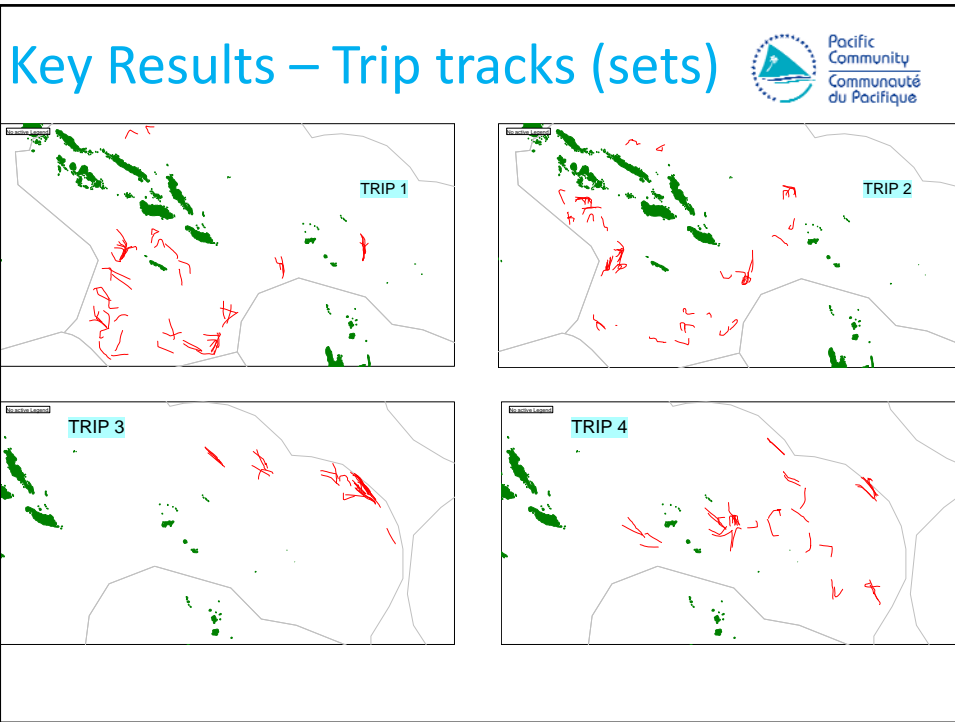 Key Results – Trip tracks (sets)
Pacific
Community
Communauté
du Pacifique
No active Legend
TRIP 1
No active Legend
TRIP 2
No active Legend
TRIP 3
No active Legend
TRIP 4